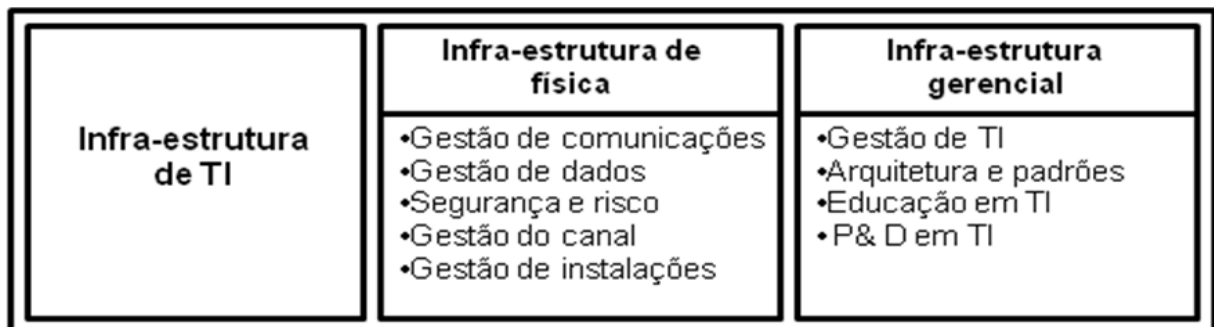 Infra-estrutura
de TI
Infra-estrutura de
física
•Gestão de comunicações
•Gestão de dados
•Segurança e risco
•Gestão do canal
•Gestão de instalações
Infra-estrutura
gerencial
•Gestão de TI
•Arquitetura e padrões
•Educação em TI
•P& D em TI